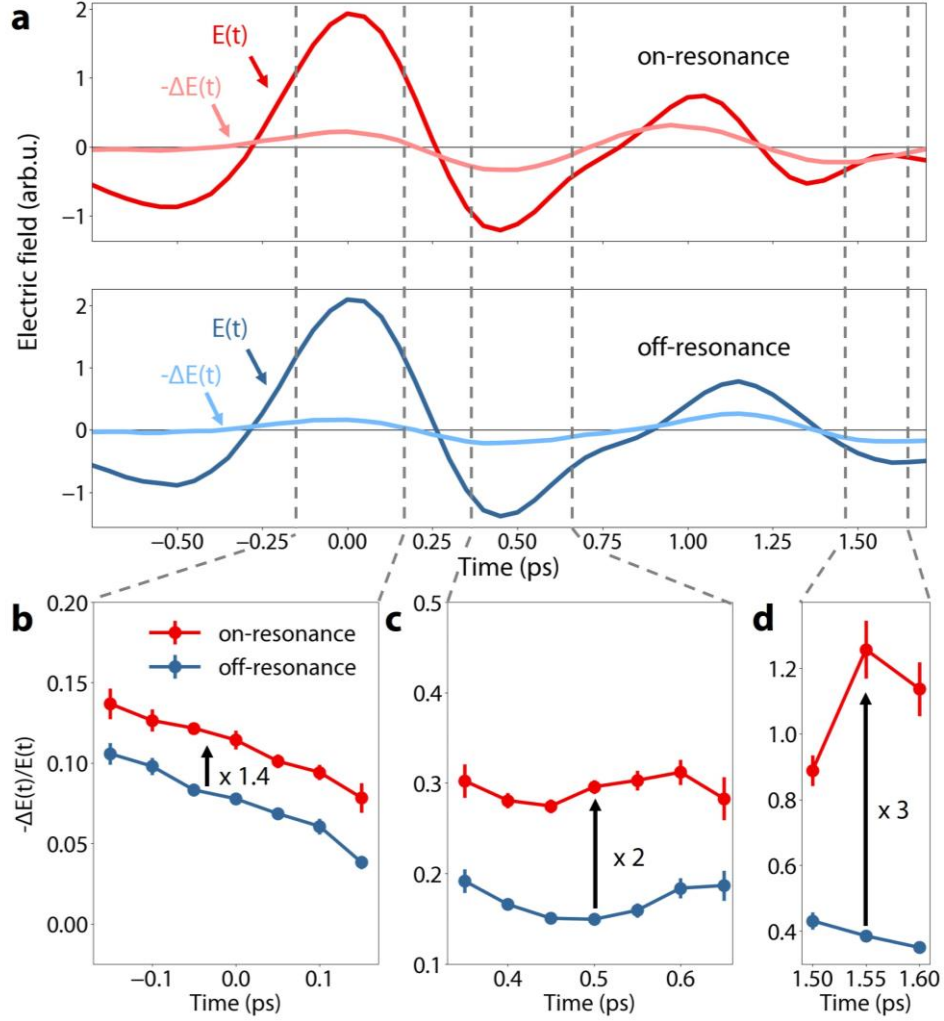 a
Electric field (arb.u.)
2
1
0
−1
E(t)
-ΔE(t)
on-resonance
2
1
0
−1
E(t)
-ΔE(t)
off-resonance
−0.50 −0.25 0.00 0.25 0.50 0.75 1.00 1.25 1.50
Time (ps)
b
-ΔE(t)/E(t)
0.20
0.15
0.10
0.05
0.00
on-resonance
off-resonance
x 1.4
−0.1 0.0 0.1
Time (ps)
c
0.5
0.4
0.3
0.2
0.1
x 2
0.4 0.5 0.6
Time (ps)
d
1.2
1.0
0.8
0.6
0.4
x 3
1.50 1.55 1.60
Time (ps)